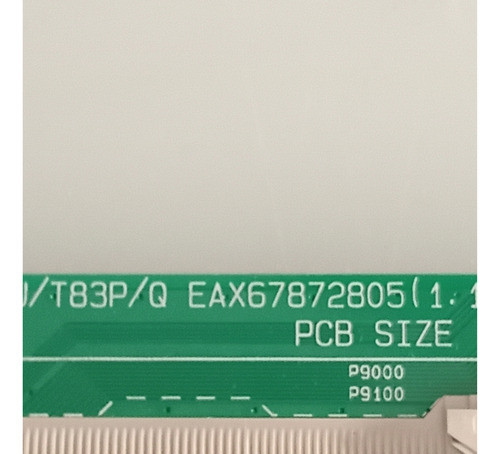 J/T83P/Q EAX67872805(1.1
PCB SIZE
P9000
P9100